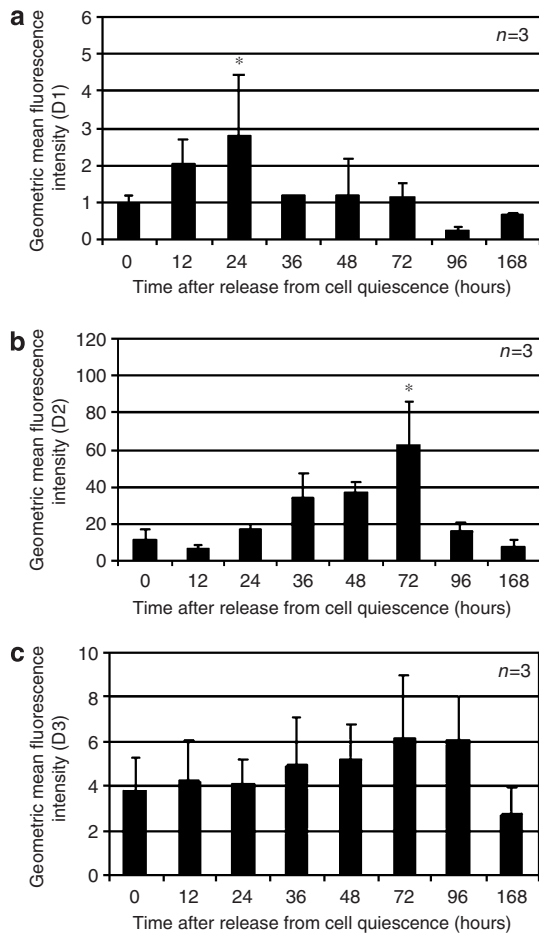 a
Geometric mean fluorescence
intensity (D1)
6
5
4
3
2
1
0
n=3
*
0 12 24 36 48 72 96 168
Time after release from cell quiescence (hours)
b
Geometric mean fluorescence
intensity (D2)
120
100
80
60
40
20
0
n=3
*
0 12 24 36 48 72 96 168
Time after release from cell quiescence (hours)
c
Geometric mean fluorescence
intensity (D3)
10
8
6
4
2
0
n=3
0 12 24 36 48 72 96 168
Time after release from cell quiescence (hours)